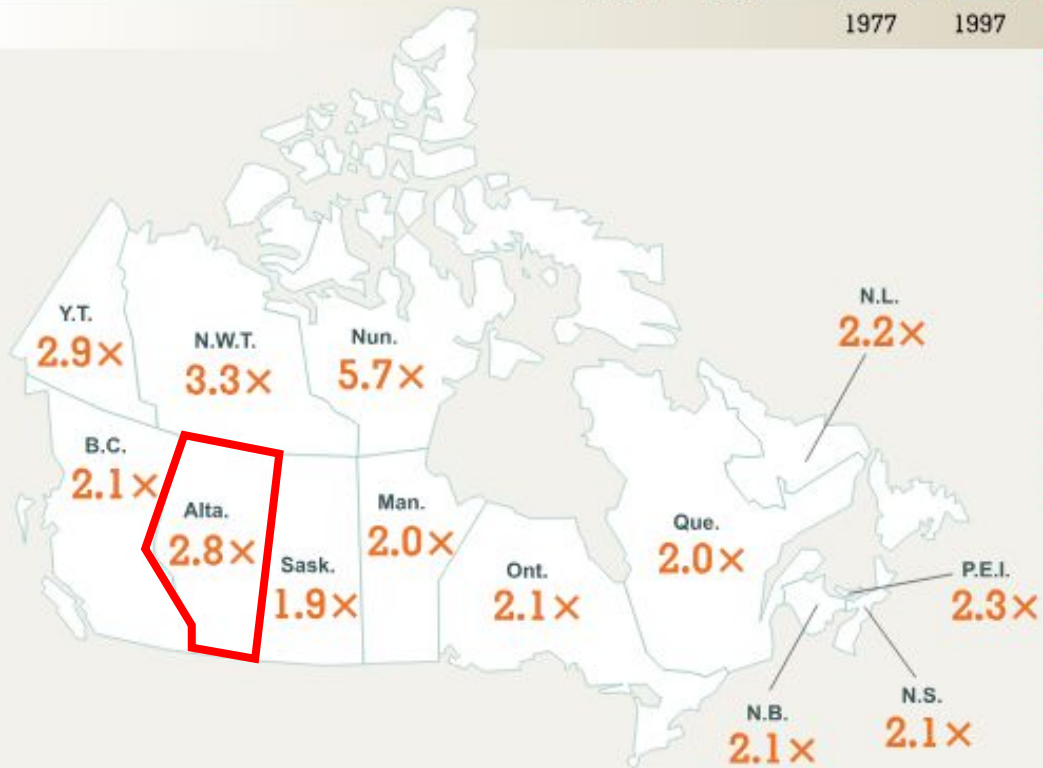 1977 1997
N.L.
2.2×
Y.T.
2.9×
N.W.T.
3.3×
Nun.
5.7×
B.C.
2.1×
Alta.
2.8×
Man.
2.0×
Que.
2.0×
Sask.
1.9×
Ont.
2.1×
P.E.I.
2.3×
N.S.
2.1×
N.B.
2.1×